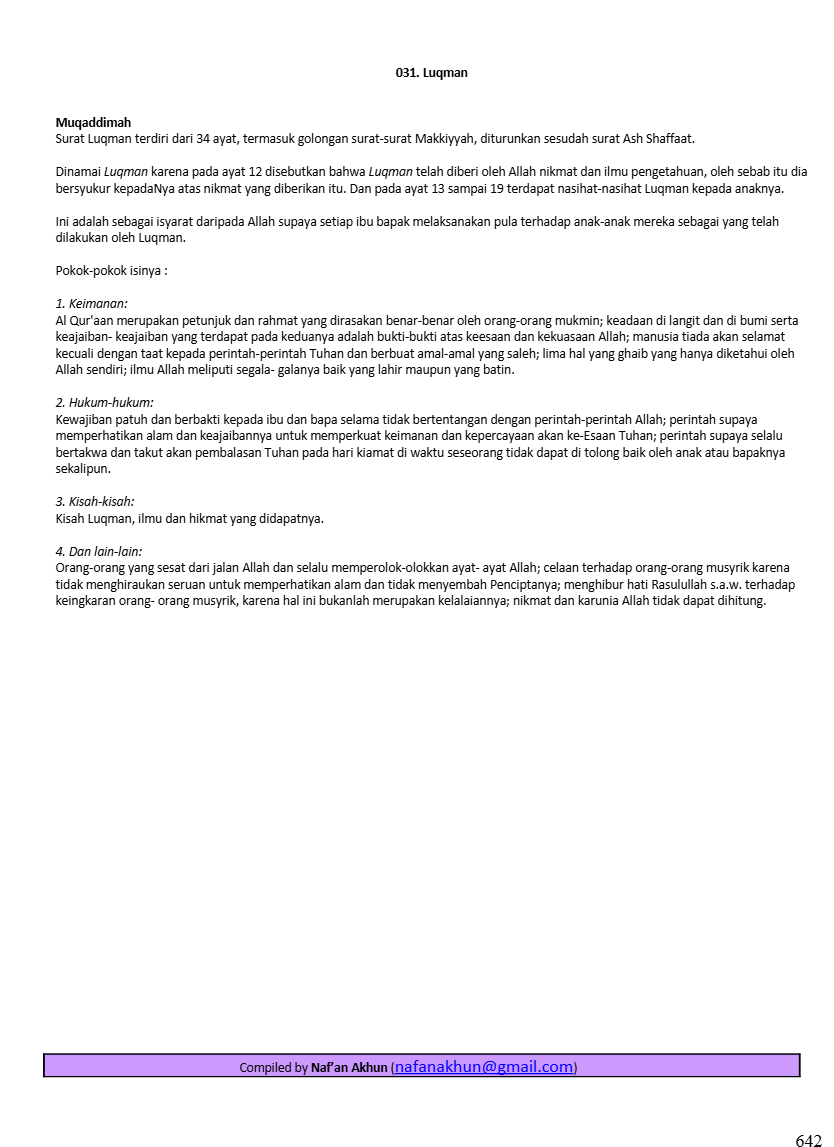 031. Luqman
Muqaddimah
Surat Luqman terdiri dari 34 ayat, termasuk golongan surat-surat Makkiyyah, diturunkan sesudah surat Ash Shaffaat.
Dinamai Luqman karena pada ayat 12 disebutkan bahwa Luqman telah diberi oleh Allah nikmat dan ilmu pengetahuan, oleh sebab itu dia
bersyukur kepadaNya atas nikmat yang diberikan itu. Dan pada ayat 13 sampai 19 terdapat nasihat-nasihat Luqman kepada anaknya.
Ini adalah sebagai isyarat daripada Allah supaya setiap ibu bapak melaksanakan pula terhadap anak-anak mereka sebagai yang telah
dilakukan oleh Luqman.
Pokok-pokok isinya :
1. Keimanan:
Al Qur'aan merupakan petunjuk dan rahmat yang dirasakan benar-benar oleh orang-orang mukmin; keadaan di langit dan di bumi serta
keajaiban- keajaiban yang terdapat pada keduanya adalah bukti-bukti atas keesaan dan kekuasaan Allah; manusia tiada akan selamat
kecuali dengan taat kepada perintah-perintah Tuhan dan berbuat amal-amal yang saleh; lima hal yang ghaib yang hanya diketahui oleh
Allah sendiri; ilmu Allah meliputi segala- galanya baik yang lahir maupun yang batin.
2. Hukum-hukum:
Kewajiban patuh dan berbakti kepada ibu dan bapa selama tidak bertentangan dengan perintah-perintah Allah; perintah supaya
memperhatikan alam dan keajaibannya untuk memperkuat keimanan dan kepercayaan akan ke-Esaan Tuhan; perintah supaya selalu
bertakwa dan takut akan pembalasan Tuhan pada hari kiamat di waktu seseorang tidak dapat di tolong baik oleh anak atau bapaknya
sekalipun.
3. Kisah-kisah:
Kisah Luqman, ilmu dan hikmat yang didapatnya.
4. Dan lain-lain:
Orang-orang yang sesat dari jalan Allah dan selalu memperolok-olokkan ayat- ayat Allah; celaan terhadap orang-orang musyrik karena
tidak menghiraukan seruan untuk memperhatikan alam dan tidak menyembah Penciptanya; menghibur hati Rasulullah s.a.w. terhadap
keingkaran orang- orang musyrik, karena hal ini bukanlah merupakan kelalaiannya; nikmat dan karunia Allah tidak dapat dihitung.
Compiled by Naf’an Akhun (nafanakhun@gmail.com)
642